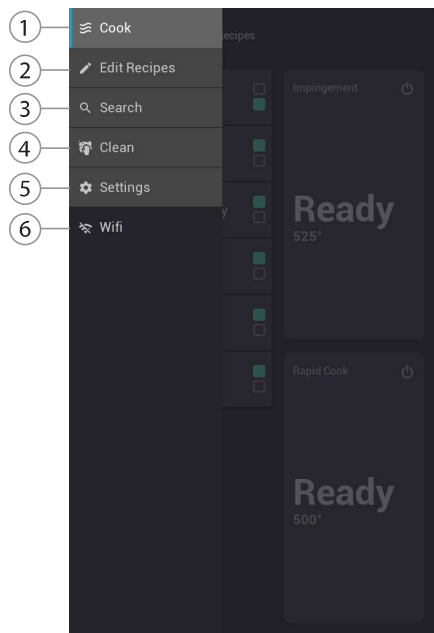 1
Cook
2
Edit Recipes
3
Search
4
Clean
5
Settings
6
Wifi
ecipes
y
Impingement
Ready
525°
Rapid Cook
Ready
500°